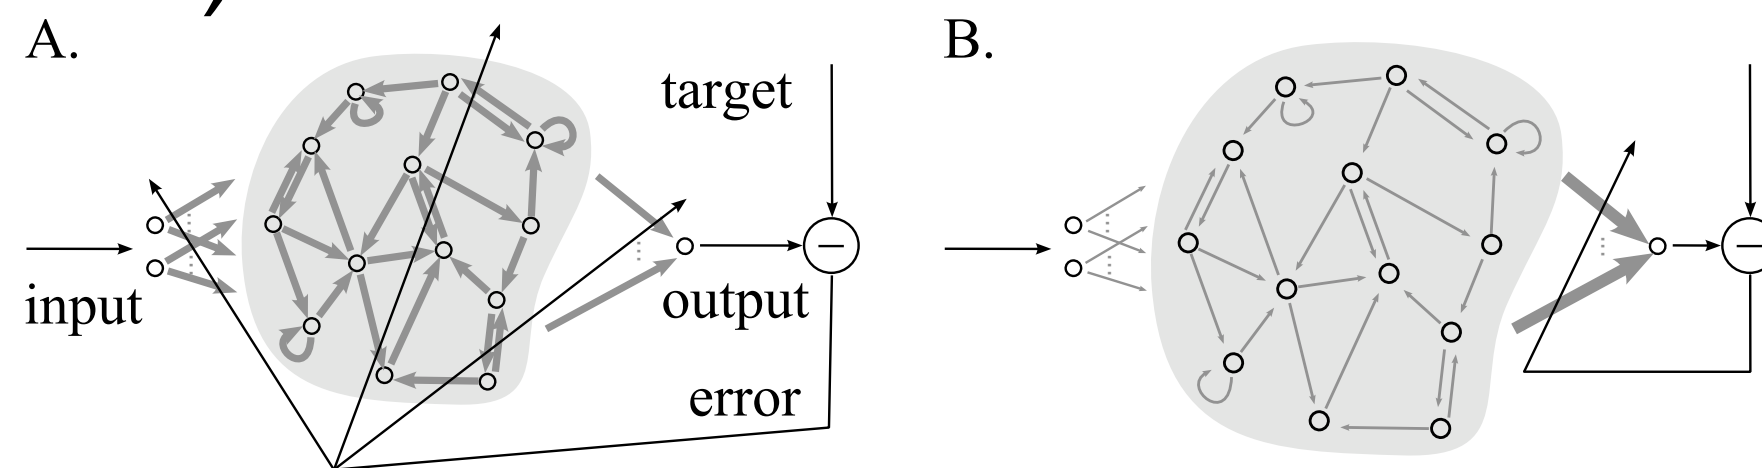 A.
target
input
output
error
B.